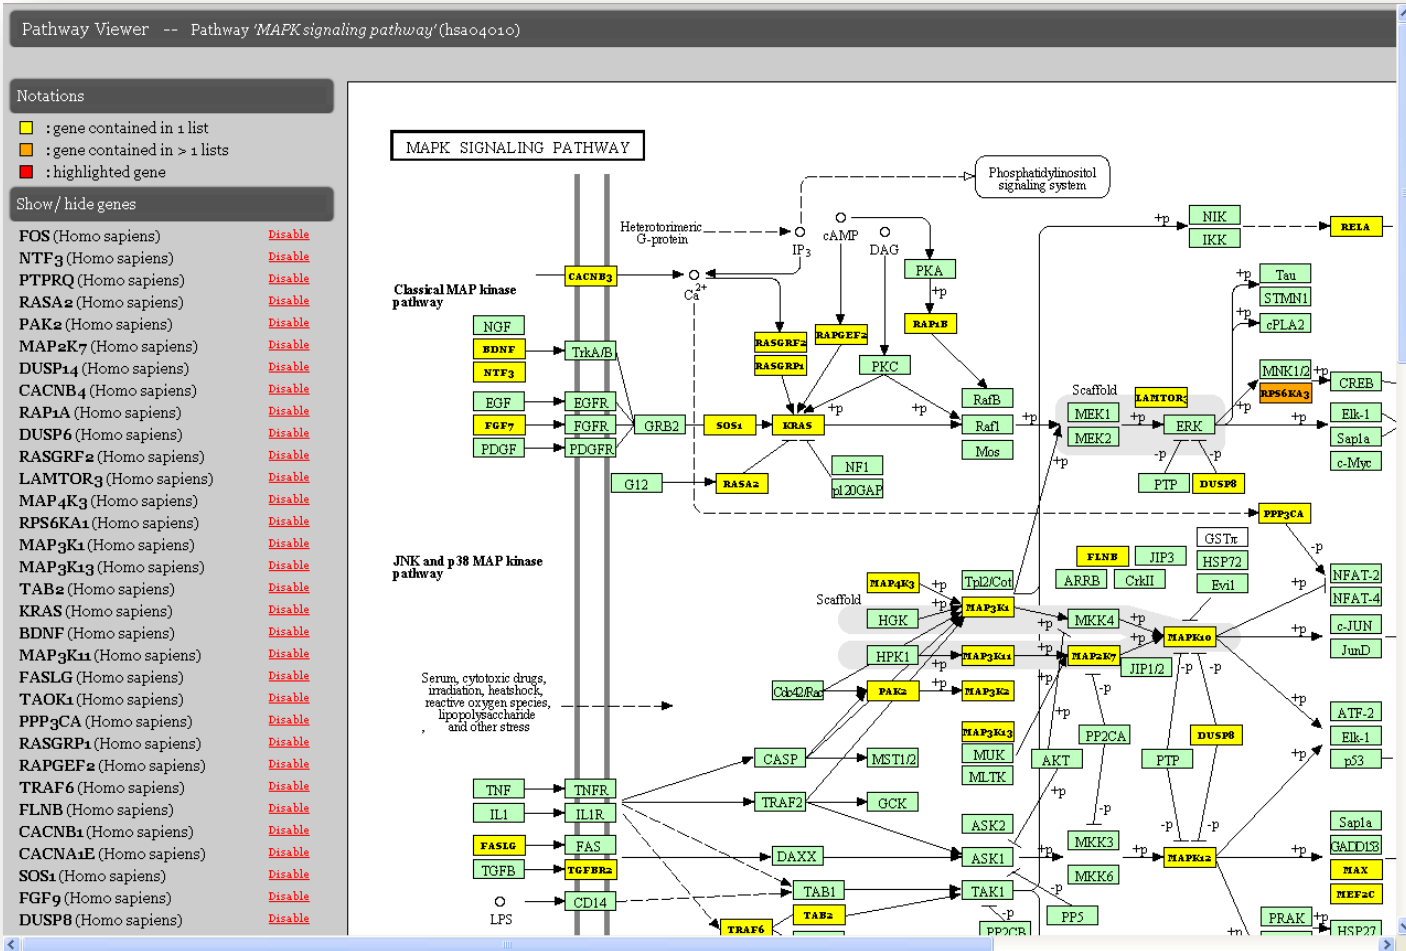 Pathway Viewer -- Pathway 'MAPK signaling pathway' (hsa04010)
Notations
: gene contained in 1 list
: gene contained in > 1 lists
: highlighted gene
Show/ hide genes
FOS (Homo sapiens) Disable
NTF3 (Homo sapiens) Disable
PTPRQ (Homo sapiens) Disable
RASA2 (Homo sapiens) Disable
PAK2 (Homo sapiens) Disable
MAP2K7 (Homo sapiens) Disable
DUSP14 (Homo sapiens) Disable
CACNB4 (Homo sapiens) Disable
RAP1A (Homo sapiens) Disable
DUSP6 (Homo sapiens) Disable
RASGRF2 (Homo sapiens) Disable
LAMTOR3 (Homo sapiens) Disable
MAP4K3 (Homo sapiens) Disable
RPS6KA1 (Homo sapiens) Disable
MAP3K1 (Homo sapiens) Disable
MAP3K13 (Homo sapiens) Disable
TAB2 (Homo sapiens) Disable
KRAS (Homo sapiens) Disable
BDNF (Homo sapiens) Disable
MAP3K11 (Homo sapiens) Disable
FASLG (Homo sapiens) Disable
TAOK1 (Homo sapiens) Disable
PPP3CA (Homo sapiens) Disable
RASGRP1 (Homo sapiens) Disable
RAPGEF2 (Homo sapiens) Disable
TRAF6 (Homo sapiens) Disable
FLNB (Homo sapiens) Disable
CACNB1 (Homo sapiens) Disable
CACNA1E (Homo sapiens) Disable
SOS1 (Homo sapiens) Disable
FGF9 (Homo sapiens) Disable
DUSP8 (Homo sapiens) Disable
MAPK SIGNALING PATHWAY
Phosphatidylinositol
signaling system
Heterotorimeric
G-protein
IP3
cAMP
DAG
+p
NIK
IKK
RELA
CACNB3
Ca2+
PKA
+p
Tau
STMN1
+p
+p
cPLA2
Classical MAP kinase
pathway
NGF
BDNF
NTF3
TrkA/B
RASGRF2
RASGRP1
RAPGEF2
RAP1B
PKC
MNK1/2
+p
RPS6KA3
CREB
EGF
EGFR
FGF7
FGFR
PDGF
PDGFR
GRB2
SOS1
KRAS
+p
+p
RafB
Raf1
Mos
+p
Scaffold
MEK1
MEK2
+p
LAMTOR3
ERK
+p
+p
Elk-1
Sap1a
c-Myc
G12
RASA2
NF1
p120GAP
+p
-p
-p
PTP
DUSP8
PPP3CA
-p
JNK and p38 MAP kinase
pathway
GSTπ
HSP72
Evi1
FLNB
JIP3
ARRB
CrkII
NFAT-2
NFAT-4
+p
MAP4K3
+p
Tpl2/Cot
Scaffold
HGK
+p
MAP3K1
+p
MKK4
+p
MAPK10
+p
c-JUN
JunD
HPK1
+p
MAP3K11
+p
MAP2K7
+p
JIP1/2
Serum, cytotoxic drugs,
irradiation, heatshock,
reactive oxygen species,
lipopolysaccharide
, and other stress
Cdc42/Rac
PAK2
+p
MAP3K2
-p
-p
-p
+p
ATF-2
Elk-1
p53
+p
MAP3K13
MUK
MLTK
+p
PP2CA
AKT
PTP
DUSP8
CASP
MST1/2
TNF
TNFR
IL1
IL1R
TRAF2
GCK
+p
-p
-p
-p
ASK2
FASLG
FAS
TGFB
TGFBR2
DAXX
ASK1
+p
MKK3
MKK6
+p
MAPK12
+p
Sap1a
GADD153
MAX
MEF2C
LPS
CD14
TAB1
TAK1
TAB2
TRAF6
-p
PP2CB
PP5
PRAK
+p
HSP27